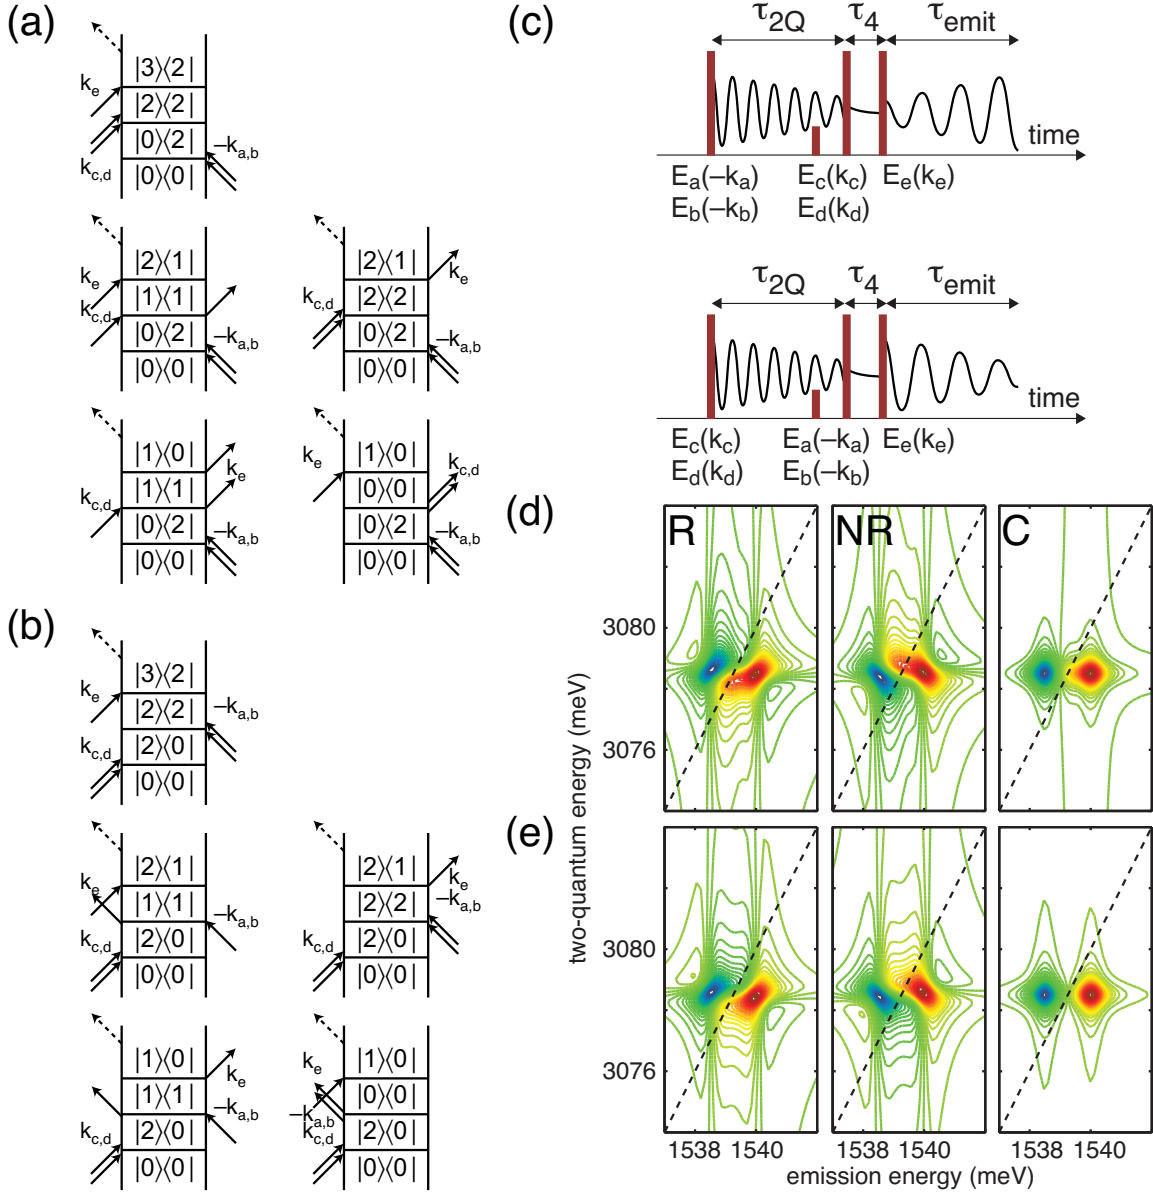 (a)
|3⟩⟨2|
k_e
|2⟩⟨2|
|0⟩⟨2|
−k_a,b
k_c,d
|0⟩⟨0|
|2⟩⟨1|
k_e
|1⟩⟨1|
k_c,d
|0⟩⟨2|
−k_a,b
|0⟩⟨0|
|2⟩⟨1|
k_e
|2⟩⟨2|
k_c,d
|0⟩⟨2|
−k_a,b
|0⟩⟨0|
|1⟩⟨0|
k_e
|1⟩⟨1|
k_c,d
|0⟩⟨2|
−k_a,b
|0⟩⟨0|
|1⟩⟨0|
k_c,d
k_e
|0⟩⟨0|
|0⟩⟨2|
−k_a,b
|0⟩⟨0|
(b)
|3⟩⟨2|
k_e
|2⟩⟨2|
−k_a,b
k_c,d
|2⟩⟨0|
|0⟩⟨0|
|2⟩⟨1|
k_e
|1⟩⟨1|
−k_a,b
k_c,d
|2⟩⟨0|
|0⟩⟨0|
|2⟩⟨1|
k_e
|2⟩⟨2|
−k_a,b
k_c,d
|2⟩⟨0|
|0⟩⟨0|
|1⟩⟨0|
k_e
|1⟩⟨1|
−k_a,b
k_c,d
|2⟩⟨0|
|0⟩⟨0|
|1⟩⟨0|
k_e
|0⟩⟨0|
−k_a,b
k_c,d
|2⟩⟨0|
|0⟩⟨0|
(c)
τ_2Q τ_4 τ_emit
time
E_a(−k_a) E_c(k_c) E_e(k_e)
E_b(−k_b) E_d(k_d)
τ_2Q τ_4 τ_emit
time
E_c(k_c) E_a(−k_a) E_e(k_e)
E_d(k_d) E_b(−k_b)
(d)
R NR C
3080
3076
two-quantum energy (meV)
(e)
3080
3076
1538 1540 1538 1540 1538 1540
emission energy (meV)